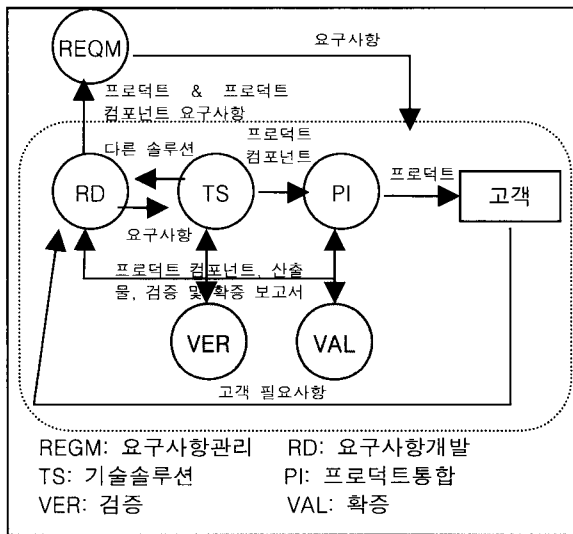 REQM
요구사항
프로덕트 & 프로덕트
컴포넌트 요구사항
다른 솔루션
프로덕트
컴포넌트
프로덕트
RD
TS
PI
고객
요구사항
프로덕트 컴포넌트, 산출
물, 검증 및 확증 보고서
VER
VAL
고객 필요사항
REGM: 요구사항관리 RD: 요구사항개발
TS: 기술솔루션 PI: 프로덕트통합
VER: 검증 VAL: 확증